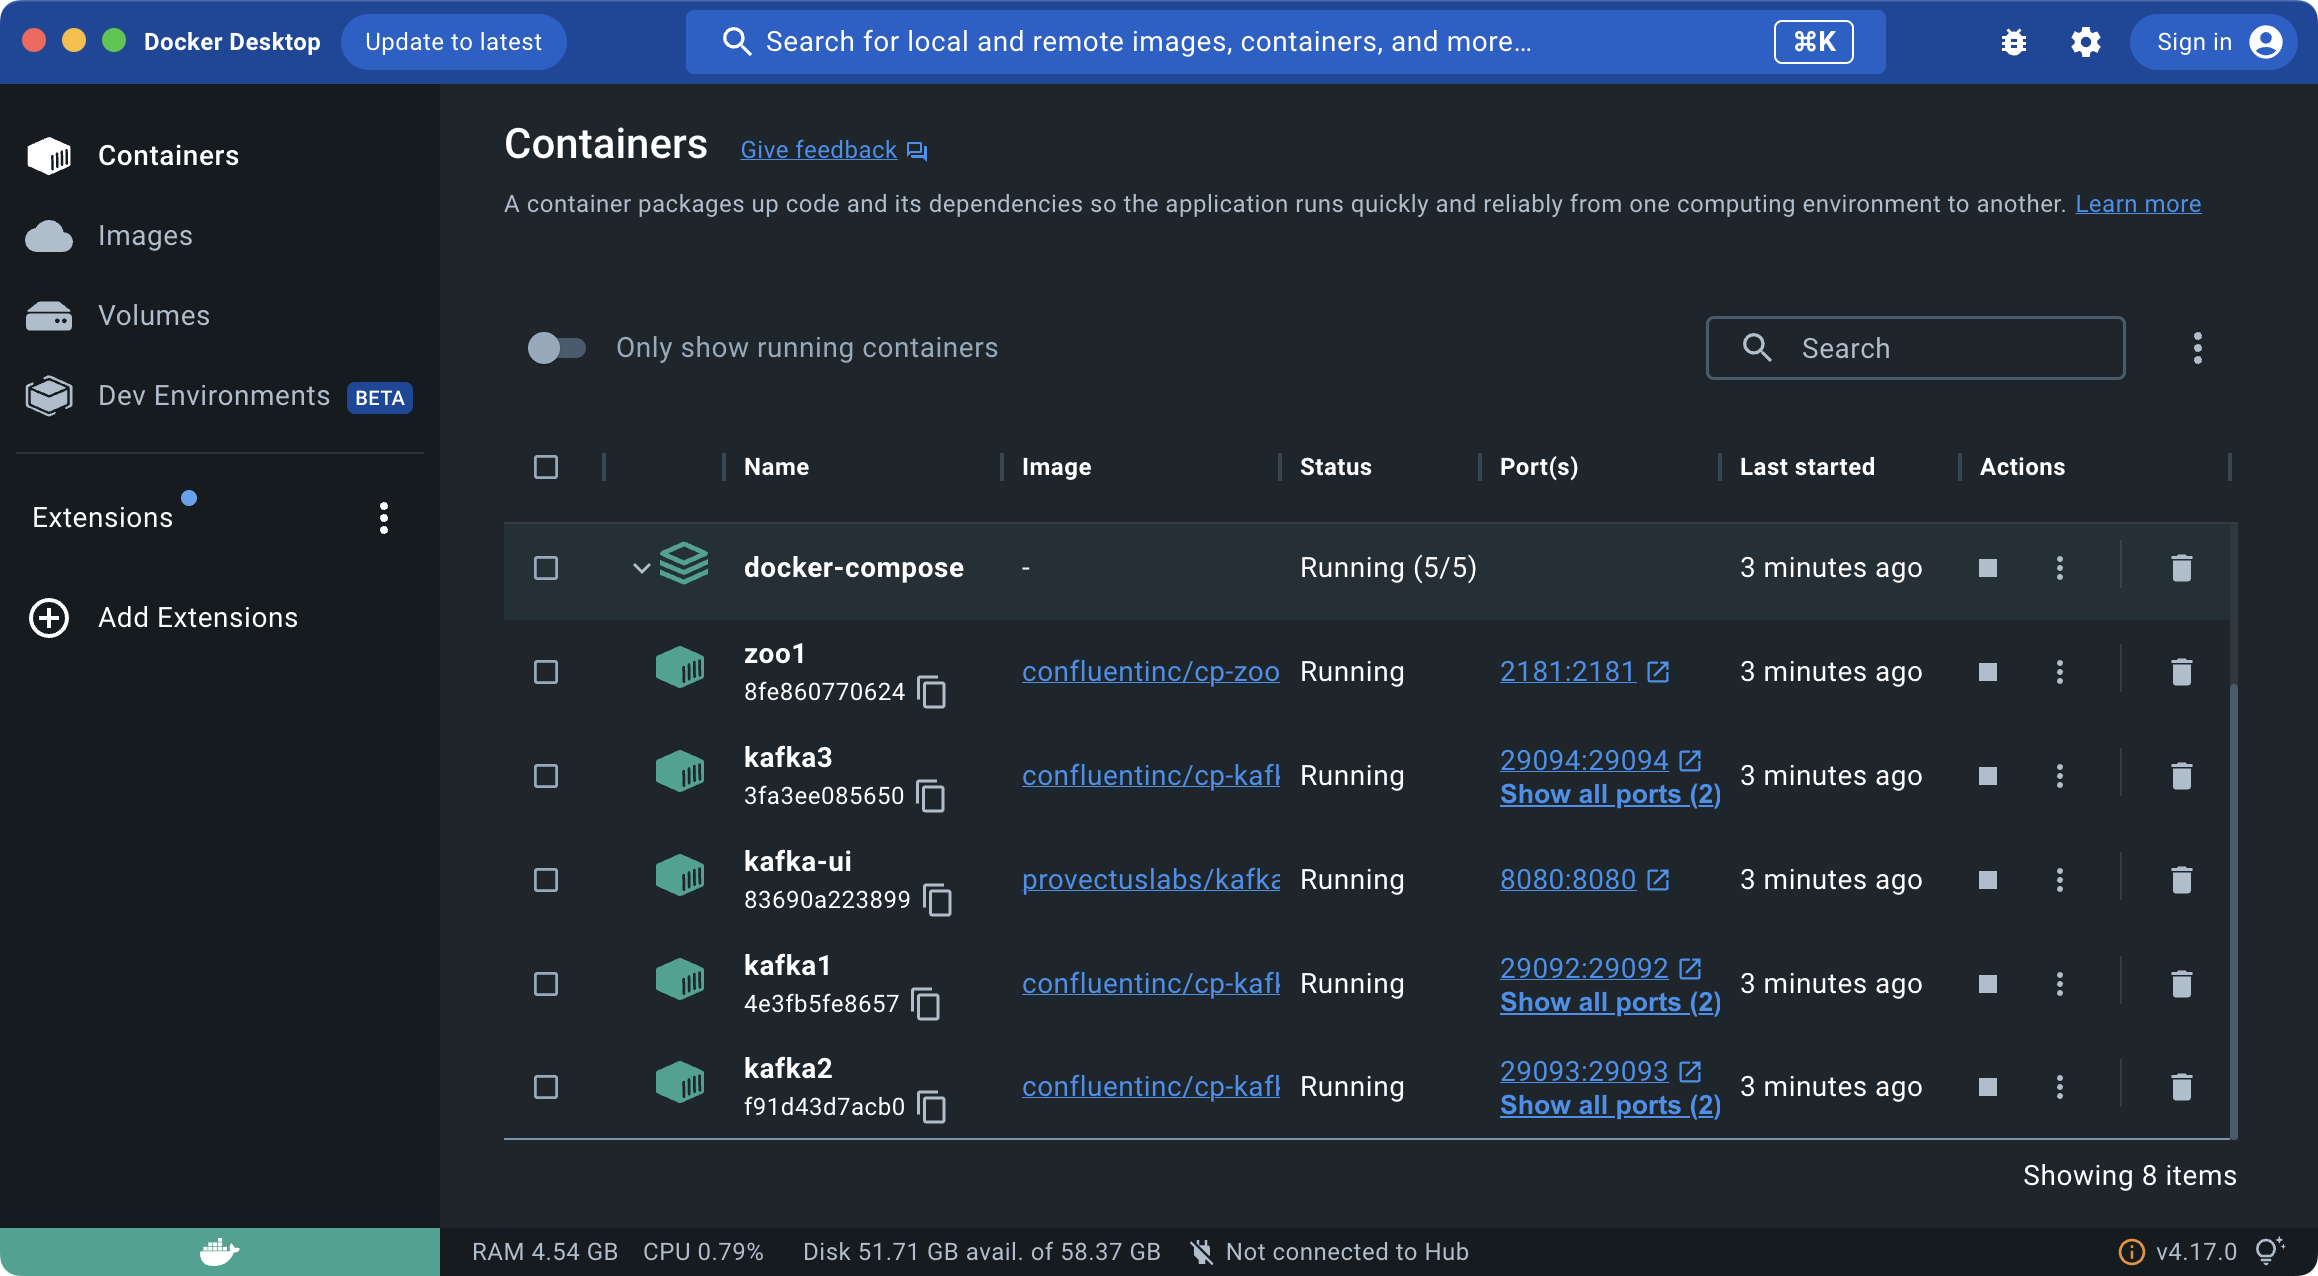 Docker Desktop
Update to latest
Search for local and remote images, containers, and more...
⌘K
Sign in
Containers
Images
Volumes
Dev Environments BETA
Extensions
Add Extensions
Containers Give feedback
A container packages up code and its dependencies so the application runs quickly and reliably from one computing environment to another. Learn more
Only show running containers
Search
Name Image Status Port(s) Last started Actions
docker-compose - Running (5/5) 3 minutes ago
zoo1
8fe860770624
confluentinc/cp-zoo Running 2181:2181 3 minutes ago
kafka3
3fa3ee085650
confluentinc/cp-kafk Running 29094:29094 3 minutes ago
Show all ports (2)
kafka-ui
83690a223899
provectuslabs/kafka Running 8080:8080 3 minutes ago
kafka1
4e3fb5fe8657
confluentinc/cp-kafk Running 29092:29092 3 minutes ago
Show all ports (2)
kafka2
f91d43d7acb0
confluentinc/cp-kafk Running 29093:29093 3 minutes ago
Show all ports (2)
Showing 8 items
RAM 4.54 GB CPU 0.79% Disk 51.71 GB avail. of 58.37 GB Not connected to Hub
v4.17.0